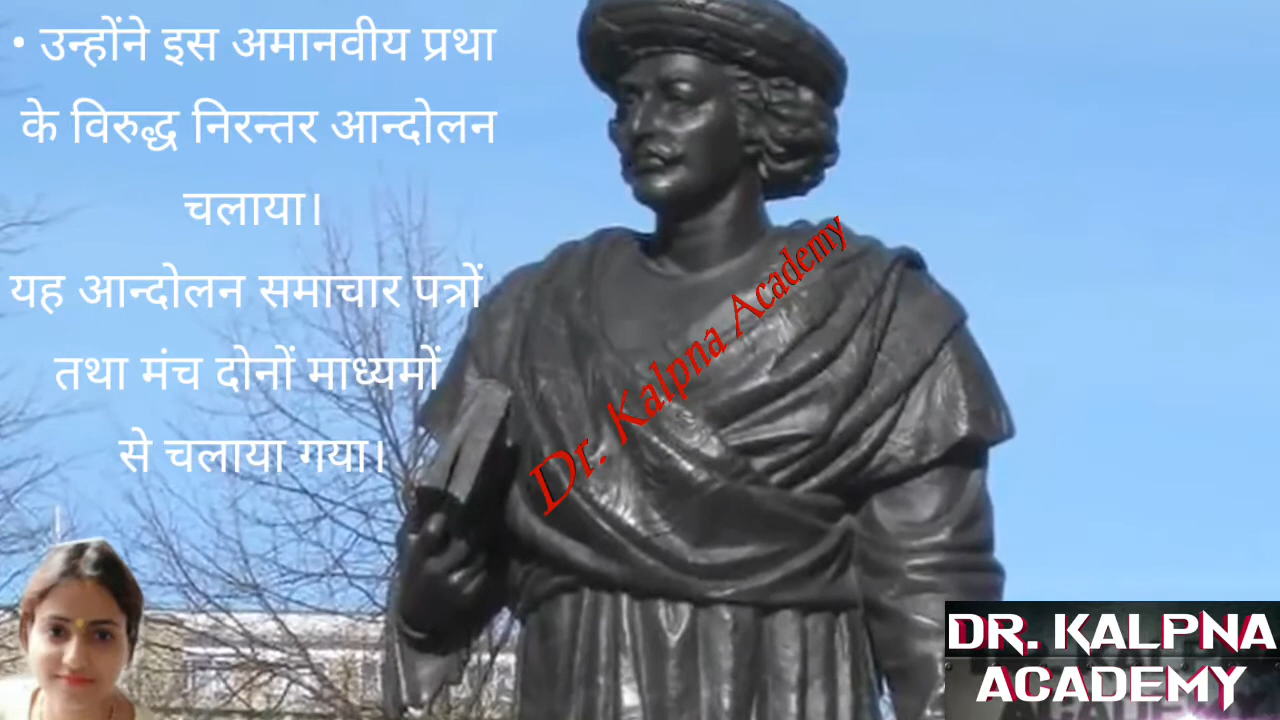 • उन्होंने इस अमानवीय प्रथा
के विरुद्ध निरन्तर आन्दोलन
चलाया।
यह आन्दोलन समाचार पत्रों
तथा मंच दोनों माध्यमों
से चलाया गया।
Dr. Kalpna Academy
DR. KALPNA
ACADEMY